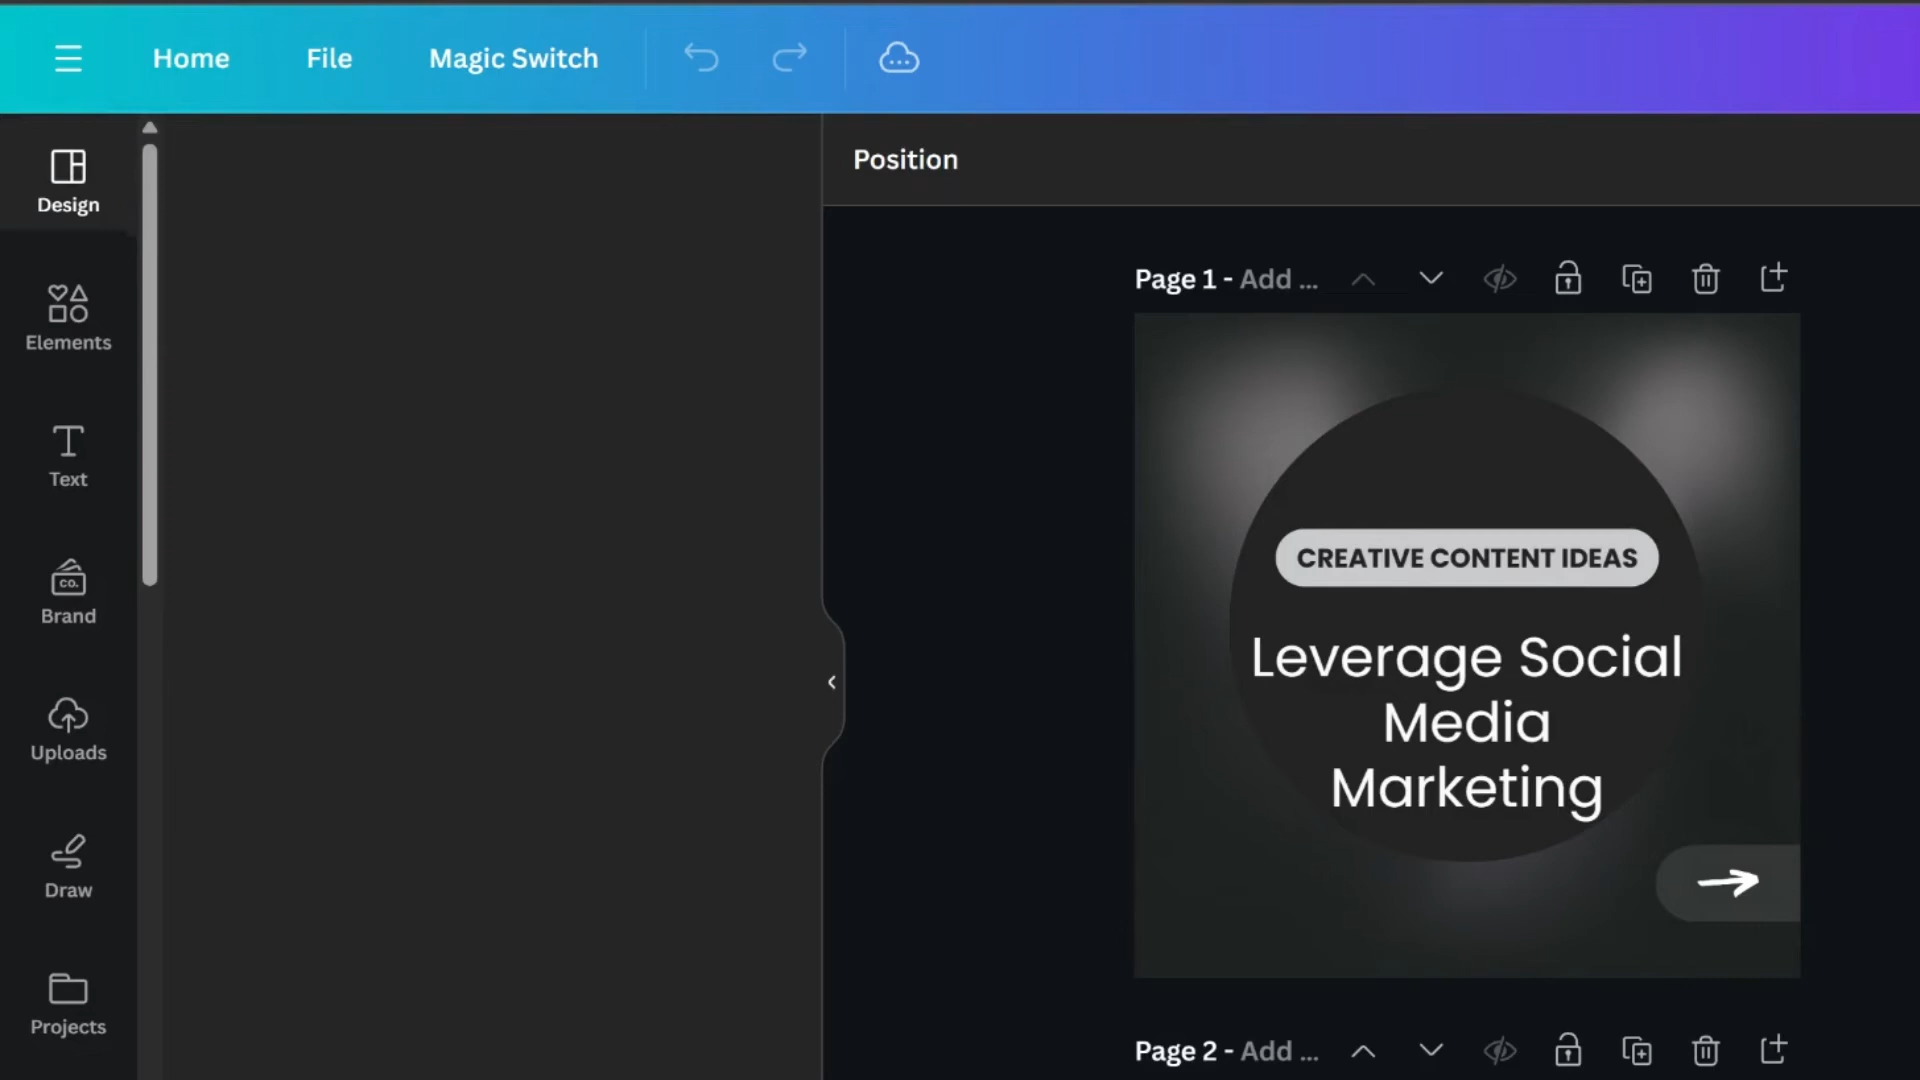 Home File Magic Switch
Position
Design
Elements
Text
CO.
Brand
Uploads
Draw
Projects
Page 1 - Add ...
CREATIVE CONTENT IDEAS
Leverage Social
Media
Marketing
Page 2 - Add ...